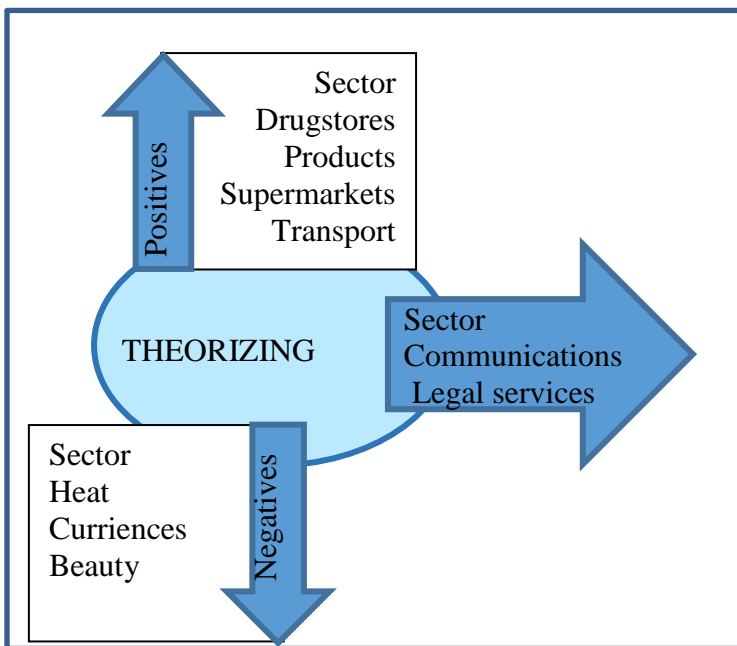 Positives
Sector
Drugstores
Products
Supermarkets
Transport
THEORIZING
Sector
Communications
Legal services
Sector
Heat
Curriences
Beauty
Negatives